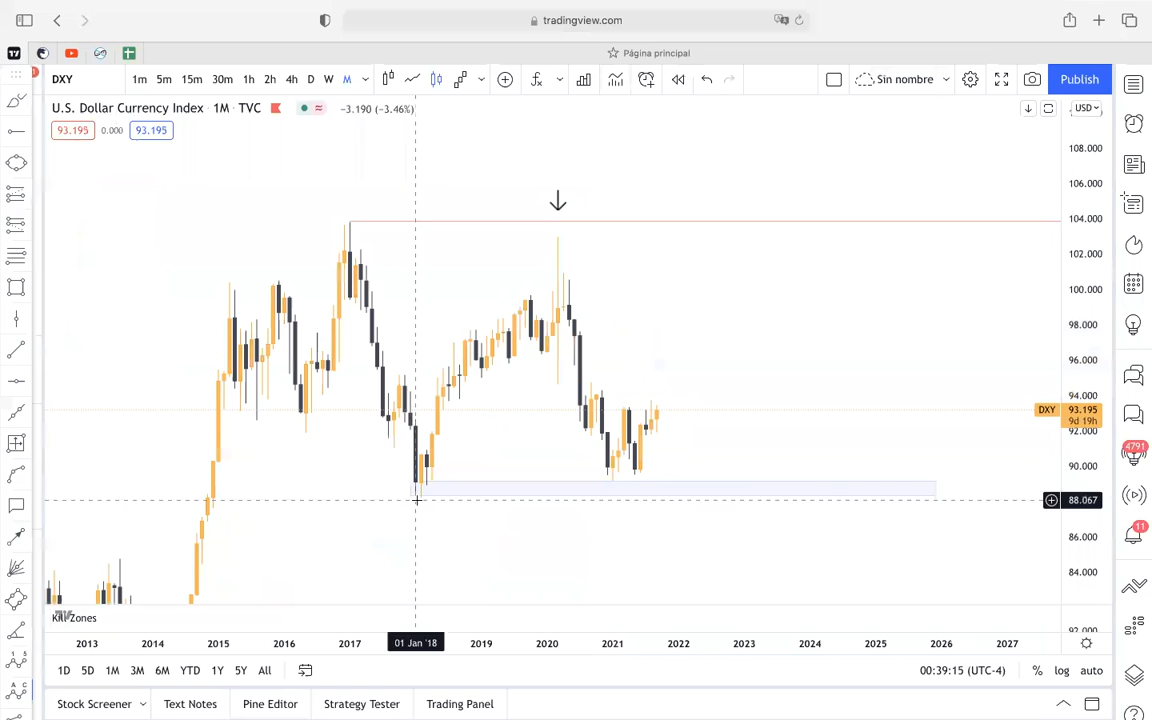 tradingview.com
Página principal
DXY 1m 5m 15m 30m 1h 2h 4h D W M Sin nombre Publish
U.S. Dollar Currency Index · 1M · TVC −3.190 (−3.46%) USD
93.195 0.000 93.195
108.000
106.000
104.000
102.000
100.000
98.000
96.000
94.000
DXY 93.195
9d 19h
92.000
90.000
88.067
86.000
84.000
92.000
4791
11
Kill Zones
2013 2014 2015 2016 2017 01 Jan '18 2019 2020 2021 2022 2023 2024 2025 2026 2027
1D 5D 1M 3M 6M YTD 1Y 5Y All 00:39:15 (UTC-4) % log auto
Stock Screener Text Notes Pine Editor Strategy Tester Trading Panel